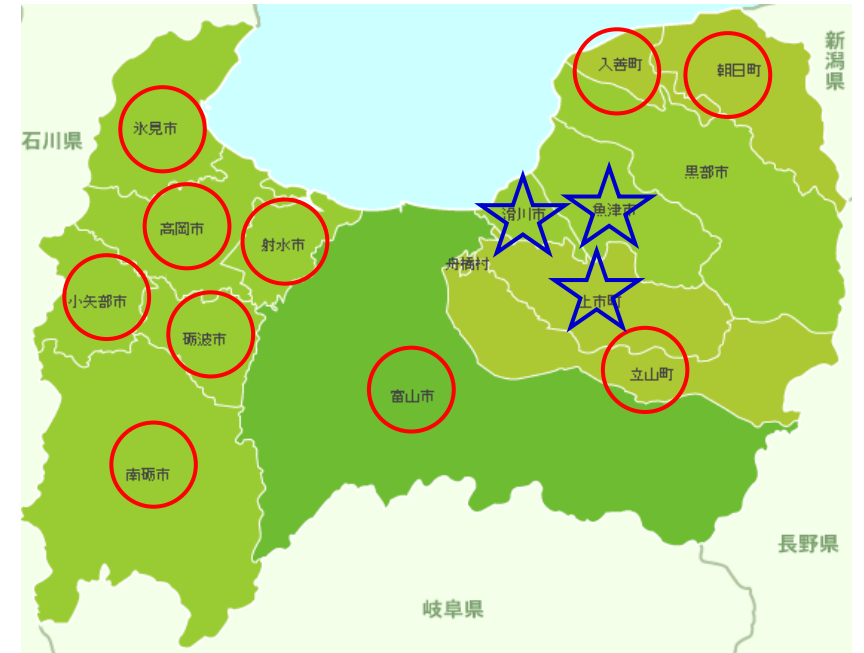 新潟県
入善町
朝日町
氷見市
石川県
黒部市
滑川市
魚津市
高岡市
射水市
舟橋村
小矢部市
上市町
砺波市
立山町
富山市
南砺市
長野県
岐阜県